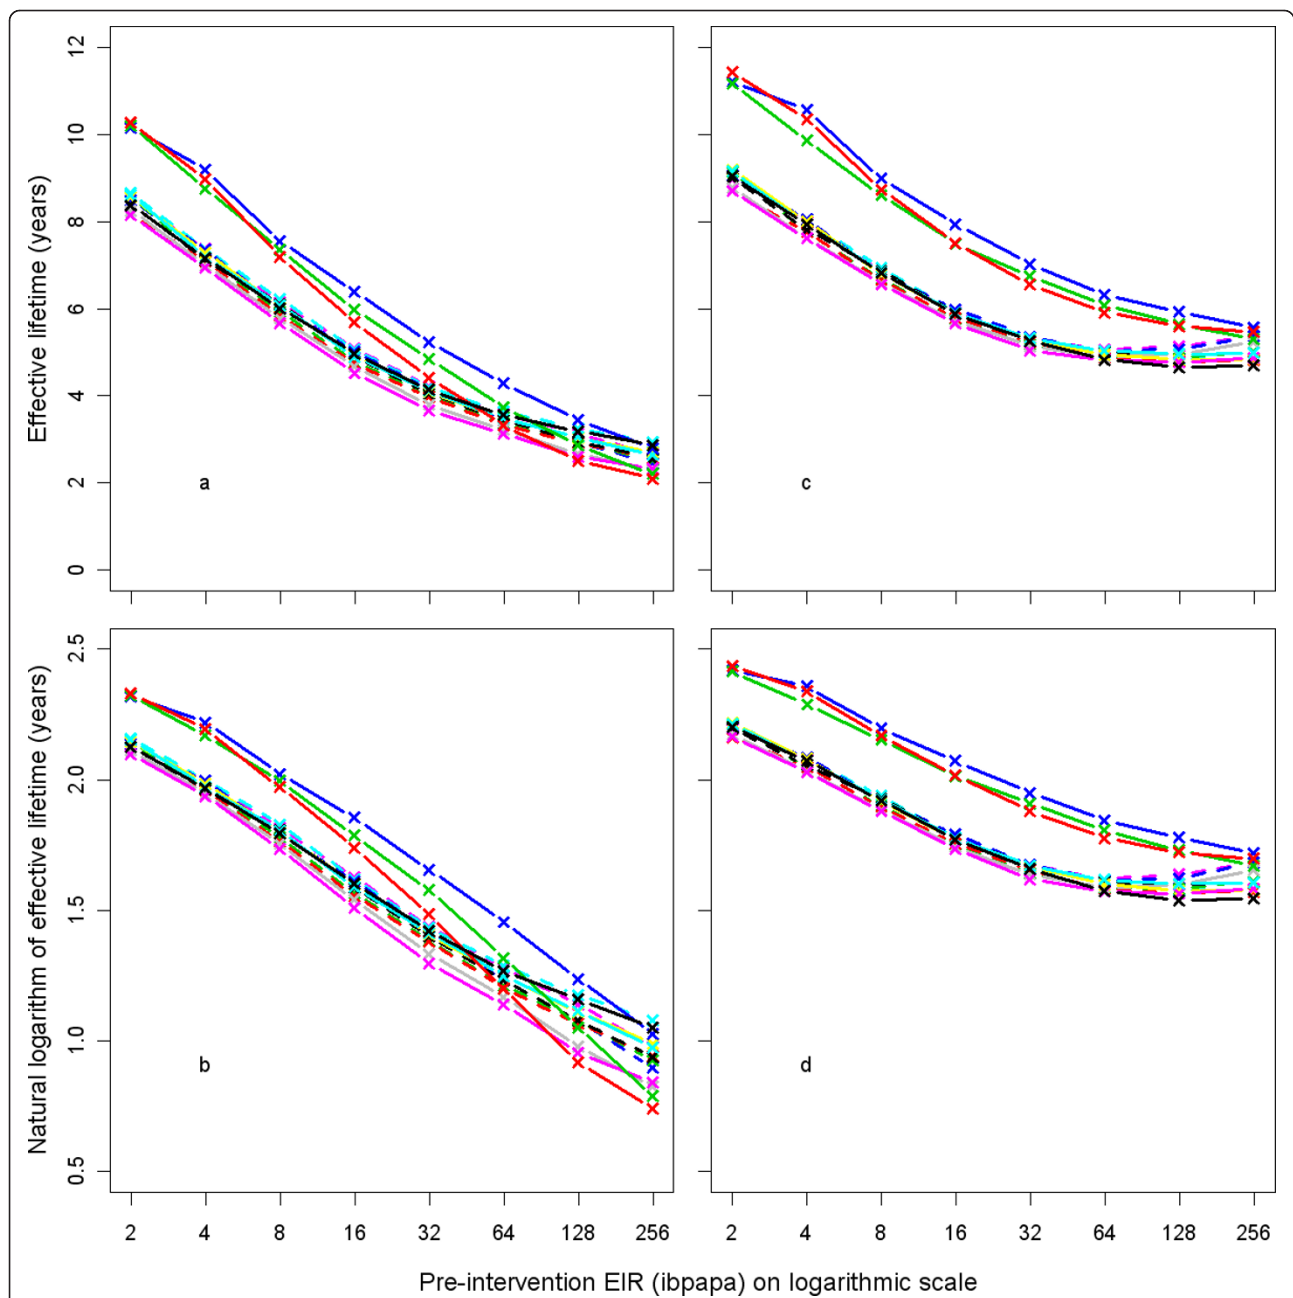 Effective lifetime (years)
12
10
8
6
4
2
0
a
c
Natural logarithm of effective lifetime (years)
2.5
2.0
1.5
1.0
0.5
b
d
2 4 8 16 32 64 128 256
2 4 8 16 32 64 128 256
Pre-intervention EIR (ibpapa) on logarithmic scale